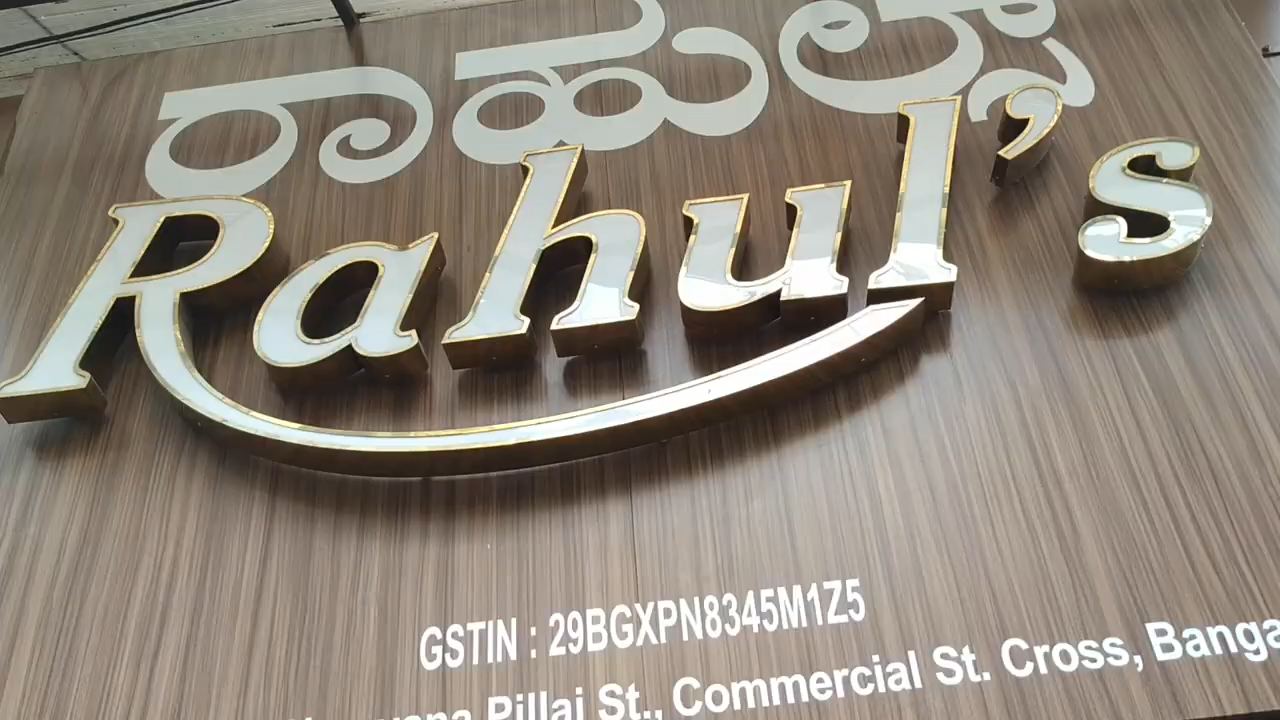 ರಾಹುಲ್ಸ್
Rahul's
GSTIN : 29BGXPN8345M1Z5
Pillai St., Commercial St. Cross,